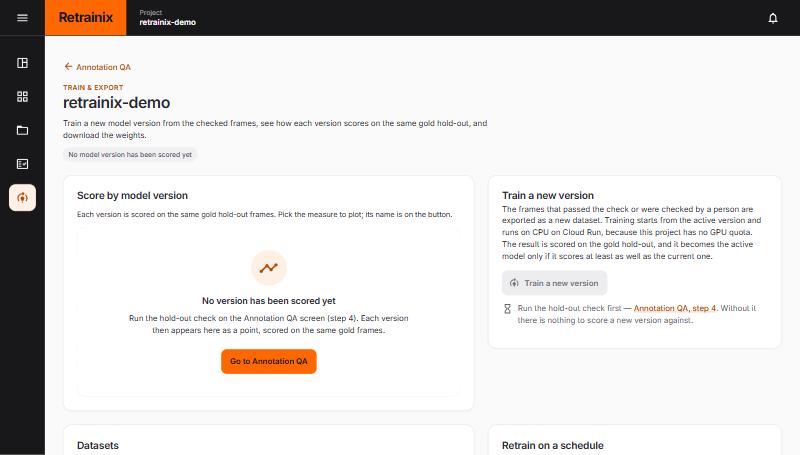 Retrainix
Project
retrainix-demo
Annotation QA
TRAIN & EXPORT
retrainix-demo
Train a new model version from the checked frames, see how each version scores on the same gold hold-out, and
download the weights.
No model version has been scored yet
Score by model version
Each version is scored on the same gold hold-out frames. Pick the measure to plot; its name is on the button.
No version has been scored yet
Run the hold-out check on the Annotation QA screen (step 4). Each version
then appears here as a point, scored on the same gold frames.
Go to Annotation QA
Train a new version
The frames that passed the check or were checked by a person are
exported as a new dataset. Training starts from the active version and
runs on CPU on Cloud Run, because this project has no GPU quota.
The result is scored on the gold hold-out, and it becomes the active
model only if it scores at least as well as the current one.
Train a new version
Run the hold-out check first — Annotation QA, step 4. Without it
there is nothing to score a new version against.
Datasets
Retrain on a schedule